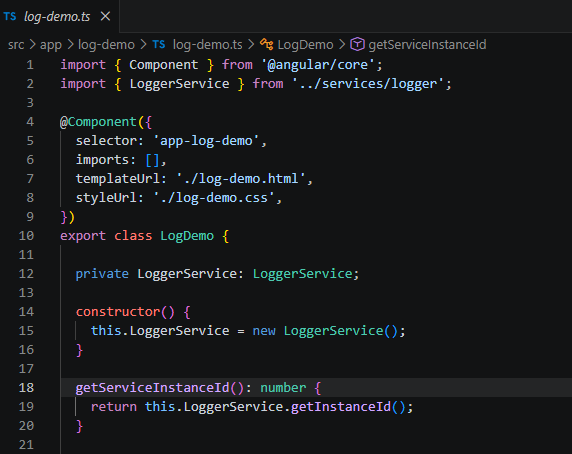 TS log-demo.ts ×
src > app > log-demo > TS log-demo.ts > LogDemo > getServiceInstanceId
1 import { Component } from '@angular/core';
2 import { LoggerService } from '../services/logger';
3
4 @Component({
5   selector: 'app-log-demo',
6   imports: [],
7   templateUrl: './log-demo.html',
8   styleUrl: './log-demo.css',
9 })
10 export class LogDemo {
11
12   private LoggerService: LoggerService;
13
14   constructor() {
15     this.LoggerService = new LoggerService();
16   }
17
18   getServiceInstanceId(): number {
19     return this.LoggerService.getInstanceId();
20   }
21